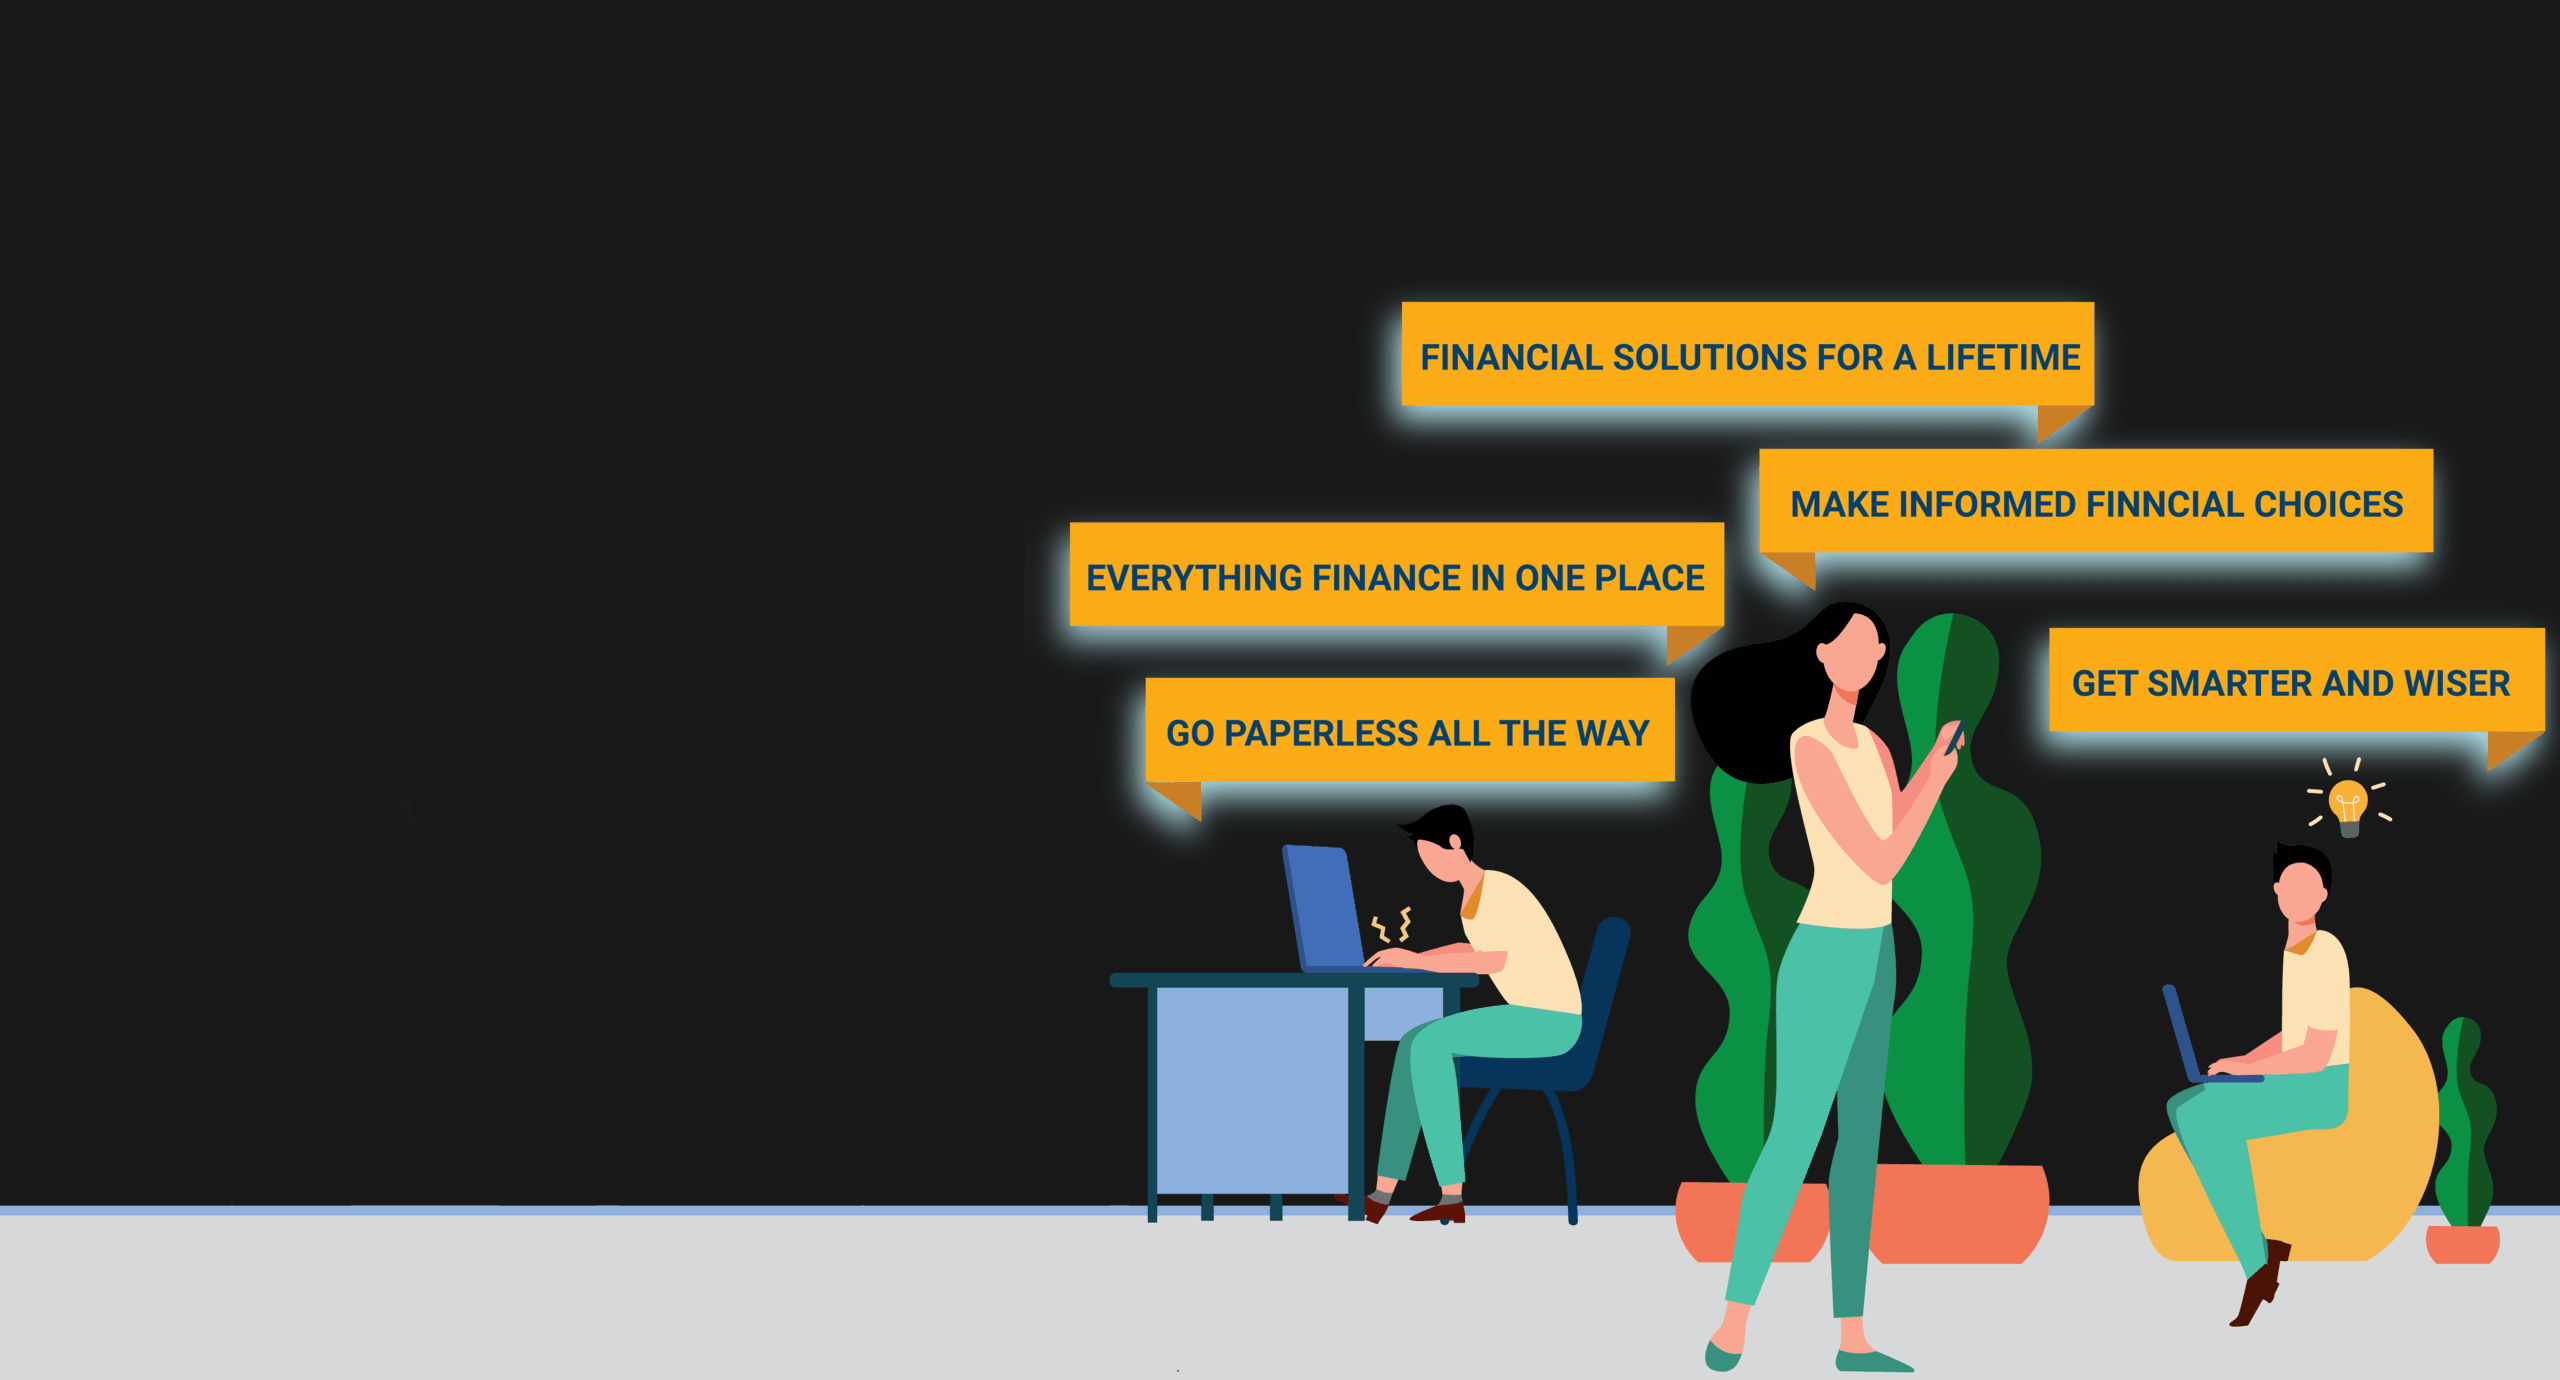 FINANCIAL SOLUTIONS FOR A LIFETIME
MAKE INFORMED FINNCIAL CHOICES
EVERYTHING FINANCE IN ONE PLACE
GET SMARTER AND WISER
GO PAPERLESS ALL THE WAY